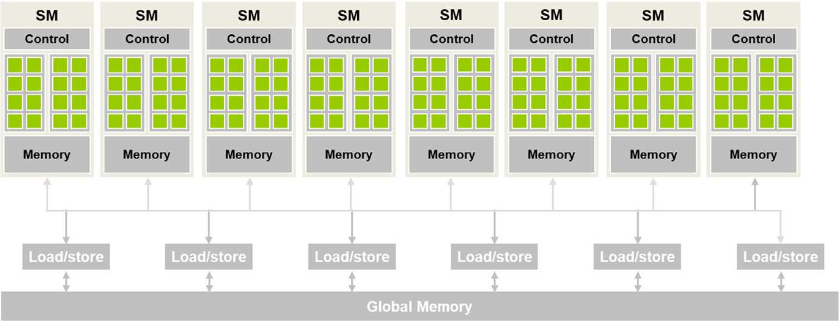 SM SM SM SM SM SM SM SM
Control Control Control Control Control Control Control Control
Memory Memory Memory Memory Memory Memory Memory Memory
Load/store Load/store Load/store Load/store Load/store Load/store
Global Memory